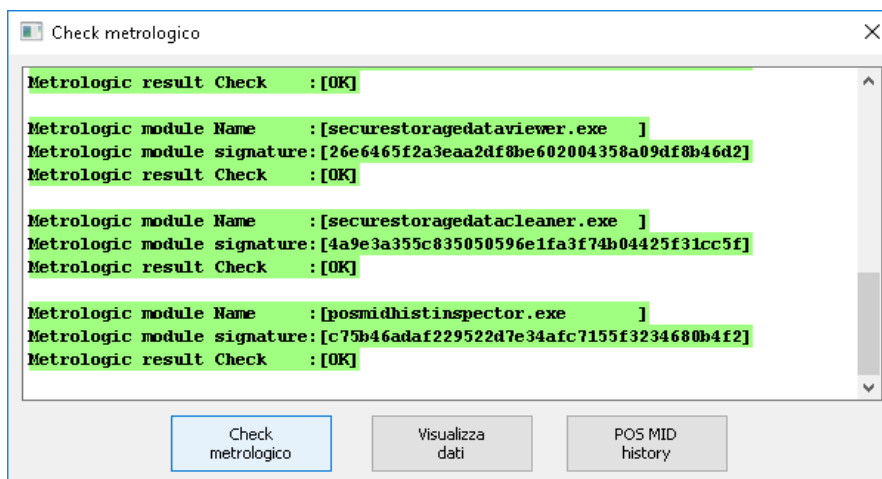 Check metrologico
Metrologic result Check :[OK]
Metrologic module Name :[securestoragedataviewer.exe ]
Metrologic module signature:[26e6465f2a3eaa2df8be602004358a09df8b46d2]
Metrologic result Check :[OK]
Metrologic module Name :[securestoragedatacleaner.exe ]
Metrologic module signature:[4a9e3a355c835050596e1fa3f74b04425f31cc5f]
Metrologic result Check :[OK]
Metrologic module Name :[posmidhistinspector.exe ]
Metrologic module signature:[c75b46adaf229522d7e34afc7155f3234680b4f2]
Metrologic result Check :[OK]
Check
metrologico
Visualizza
dati
POS MID
history